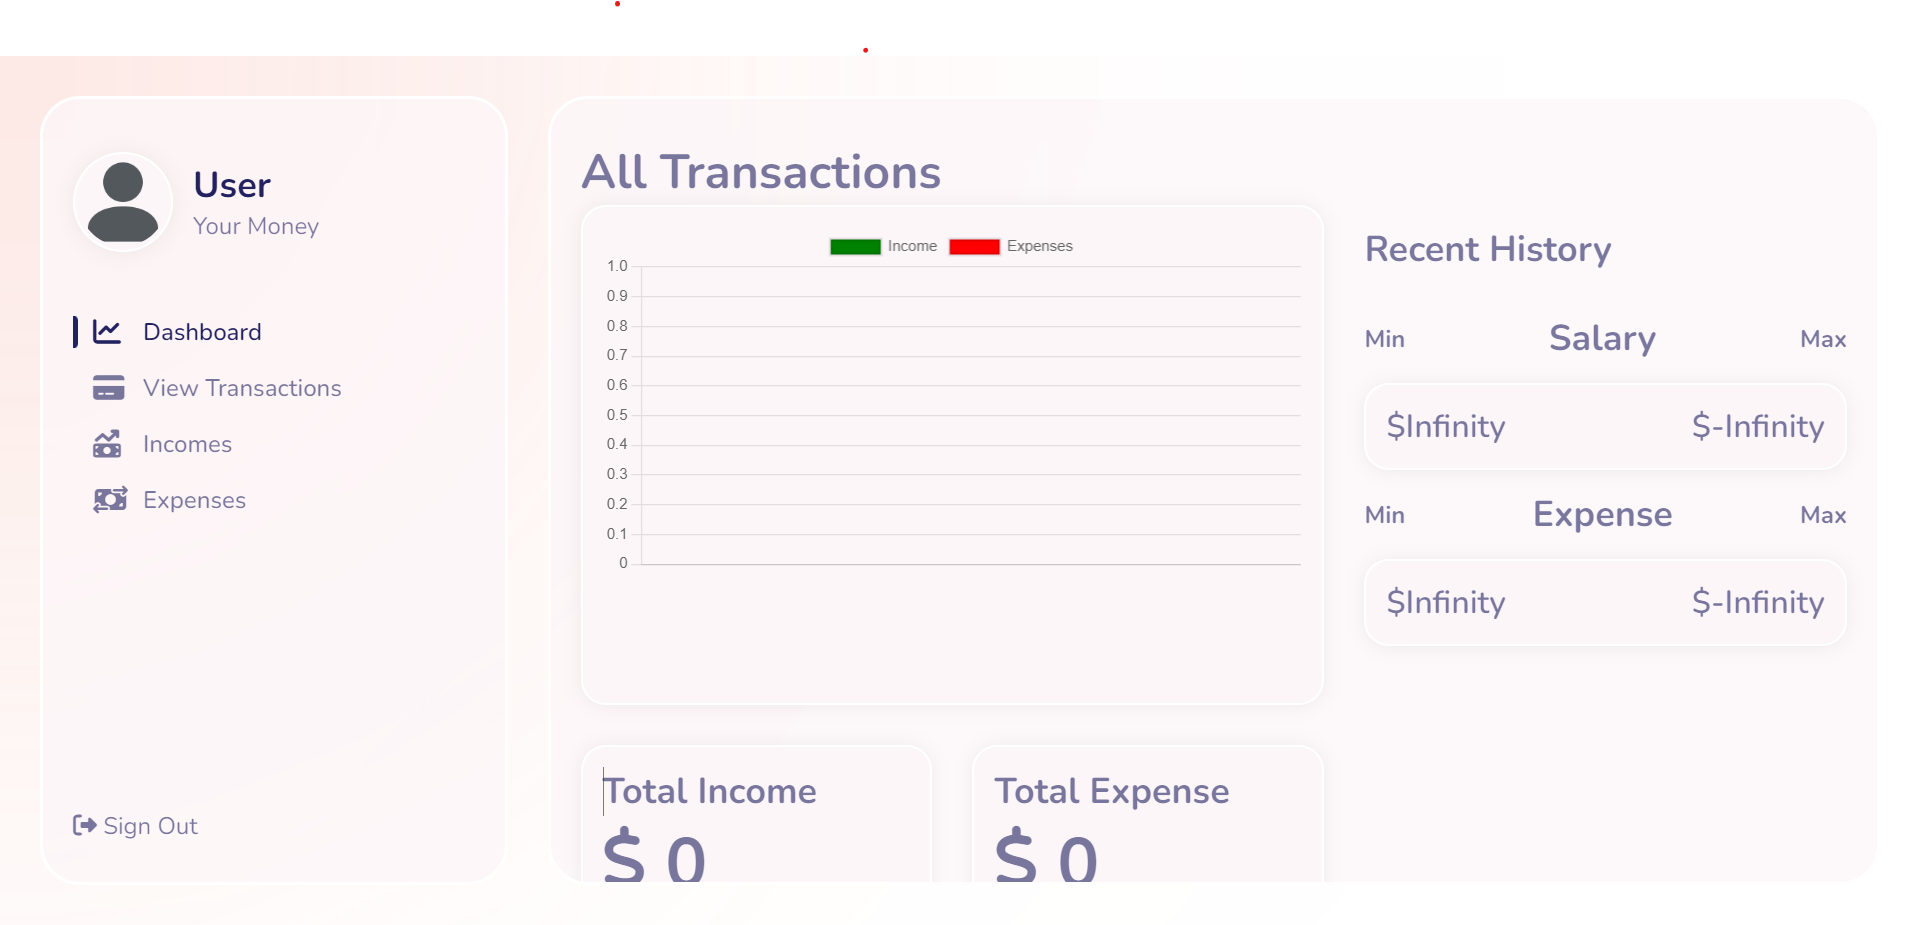 User
Your Money
Dashboard
View Transactions
Incomes
Expenses
Sign Out
All Transactions
Income Expenses
1.0
0.9
0.8
0.7
0.6
0.5
0.4
0.3
0.2
0.1
0
Total Income
$ 0
Total Expense
$ 0
Recent History
Min Salary Max
$Infinity $-Infinity
Min Expense Max
$Infinity $-Infinity